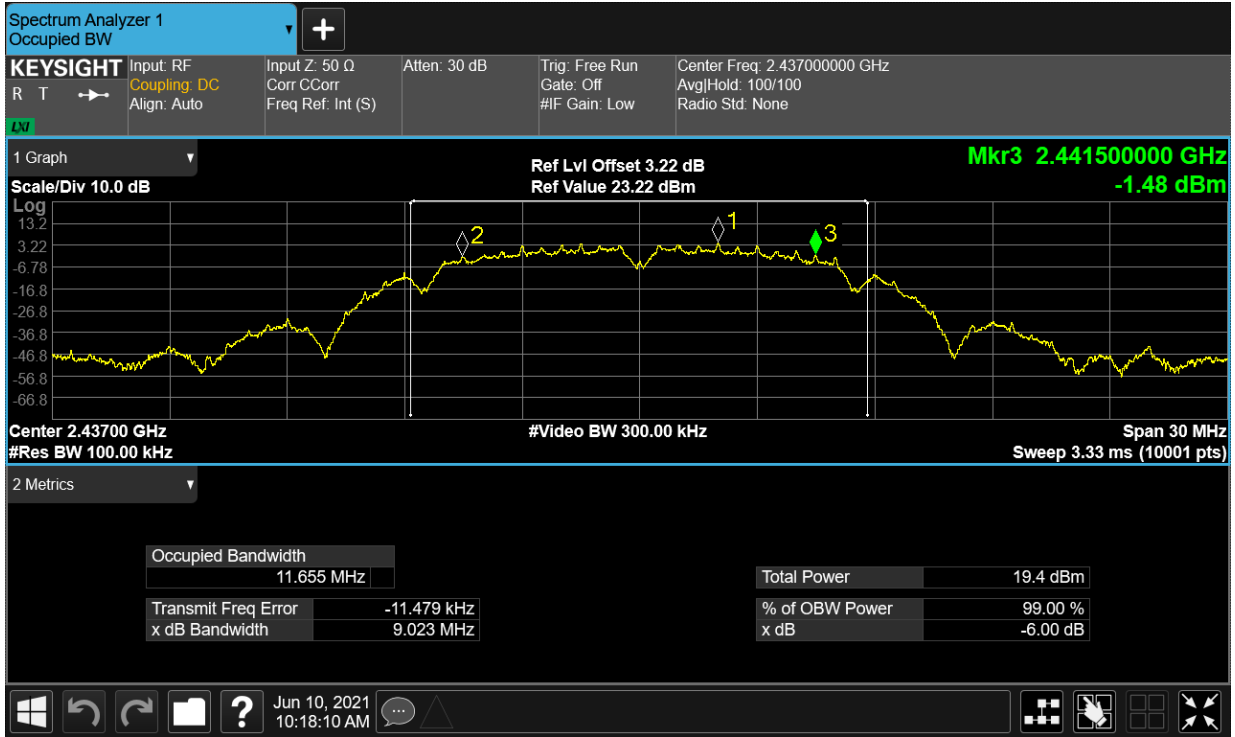 Spectrum Analyzer 1
Occupied BW
KEYSIGHT
R T
LXI
Input: RF
Coupling: DC
Align: Auto
Input Z: 50 Ω
Corr CCorr
Freq Ref: Int (S)
Atten: 30 dB
Trig: Free Run
Gate: Off
#IF Gain: Low
Center Freq: 2.437000000 GHz
Avg|Hold: 100/100
Radio Std: None
1 Graph
Ref Lvl Offset 3.22 dB
Mkr3 2.441500000 GHz
Scale/Div 10.0 dB
Ref Value 23.22 dBm
-1.48 dBm
Log
13.2
3.22
-6.78
-16.8
-26.8
-36.8
-46.8
-56.8
-66.8
2
1
3
Center 2.43700 GHz
#Video BW 300.00 kHz
Span 30 MHz
#Res BW 100.00 kHz
Sweep 3.33 ms (10001 pts)
2 Metrics
Occupied Bandwidth
11.655 MHz
Total Power 19.4 dBm
Transmit Freq Error -11.479 kHz
% of OBW Power 99.00 %
x dB Bandwidth 9.023 MHz
x dB -6.00 dB
?
Jun 10, 2021
10:18:10 AM